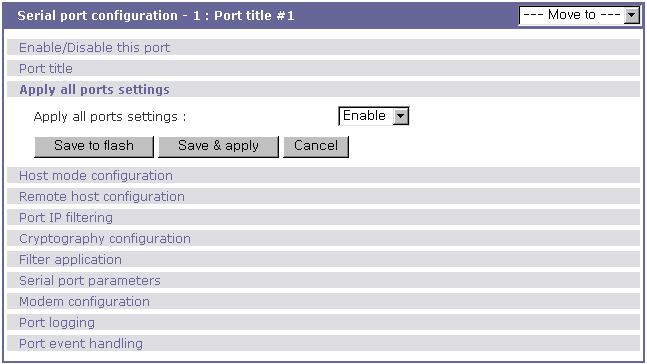 Serial port configuration - 1 : Port title #1 --- Move to ---
Enable/Disable this port
Port title
Apply all ports settings
Apply all ports settings : Enable
Save to flash Save & apply Cancel
Host mode configuration
Remote host configuration
Port IP filtering
Cryptography configuration
Filter application
Serial port parameters
Modem configuration
Port logging
Port event handling